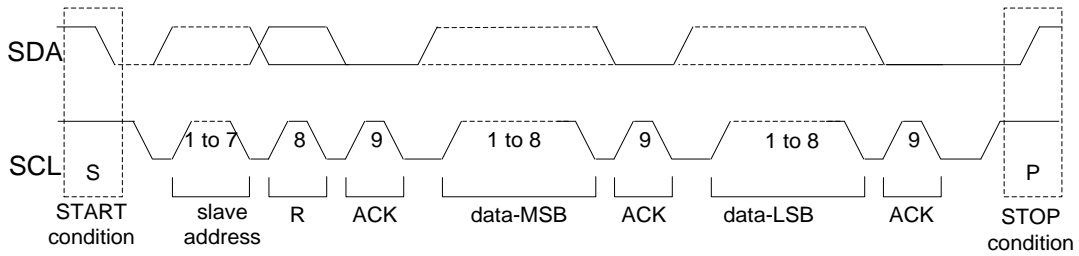 SDA
1 to 7 8 9 1 to 8 9 1 to 8 9
SCL S P
START condition slave address R ACK data-MSB ACK data-LSB ACK STOP condition